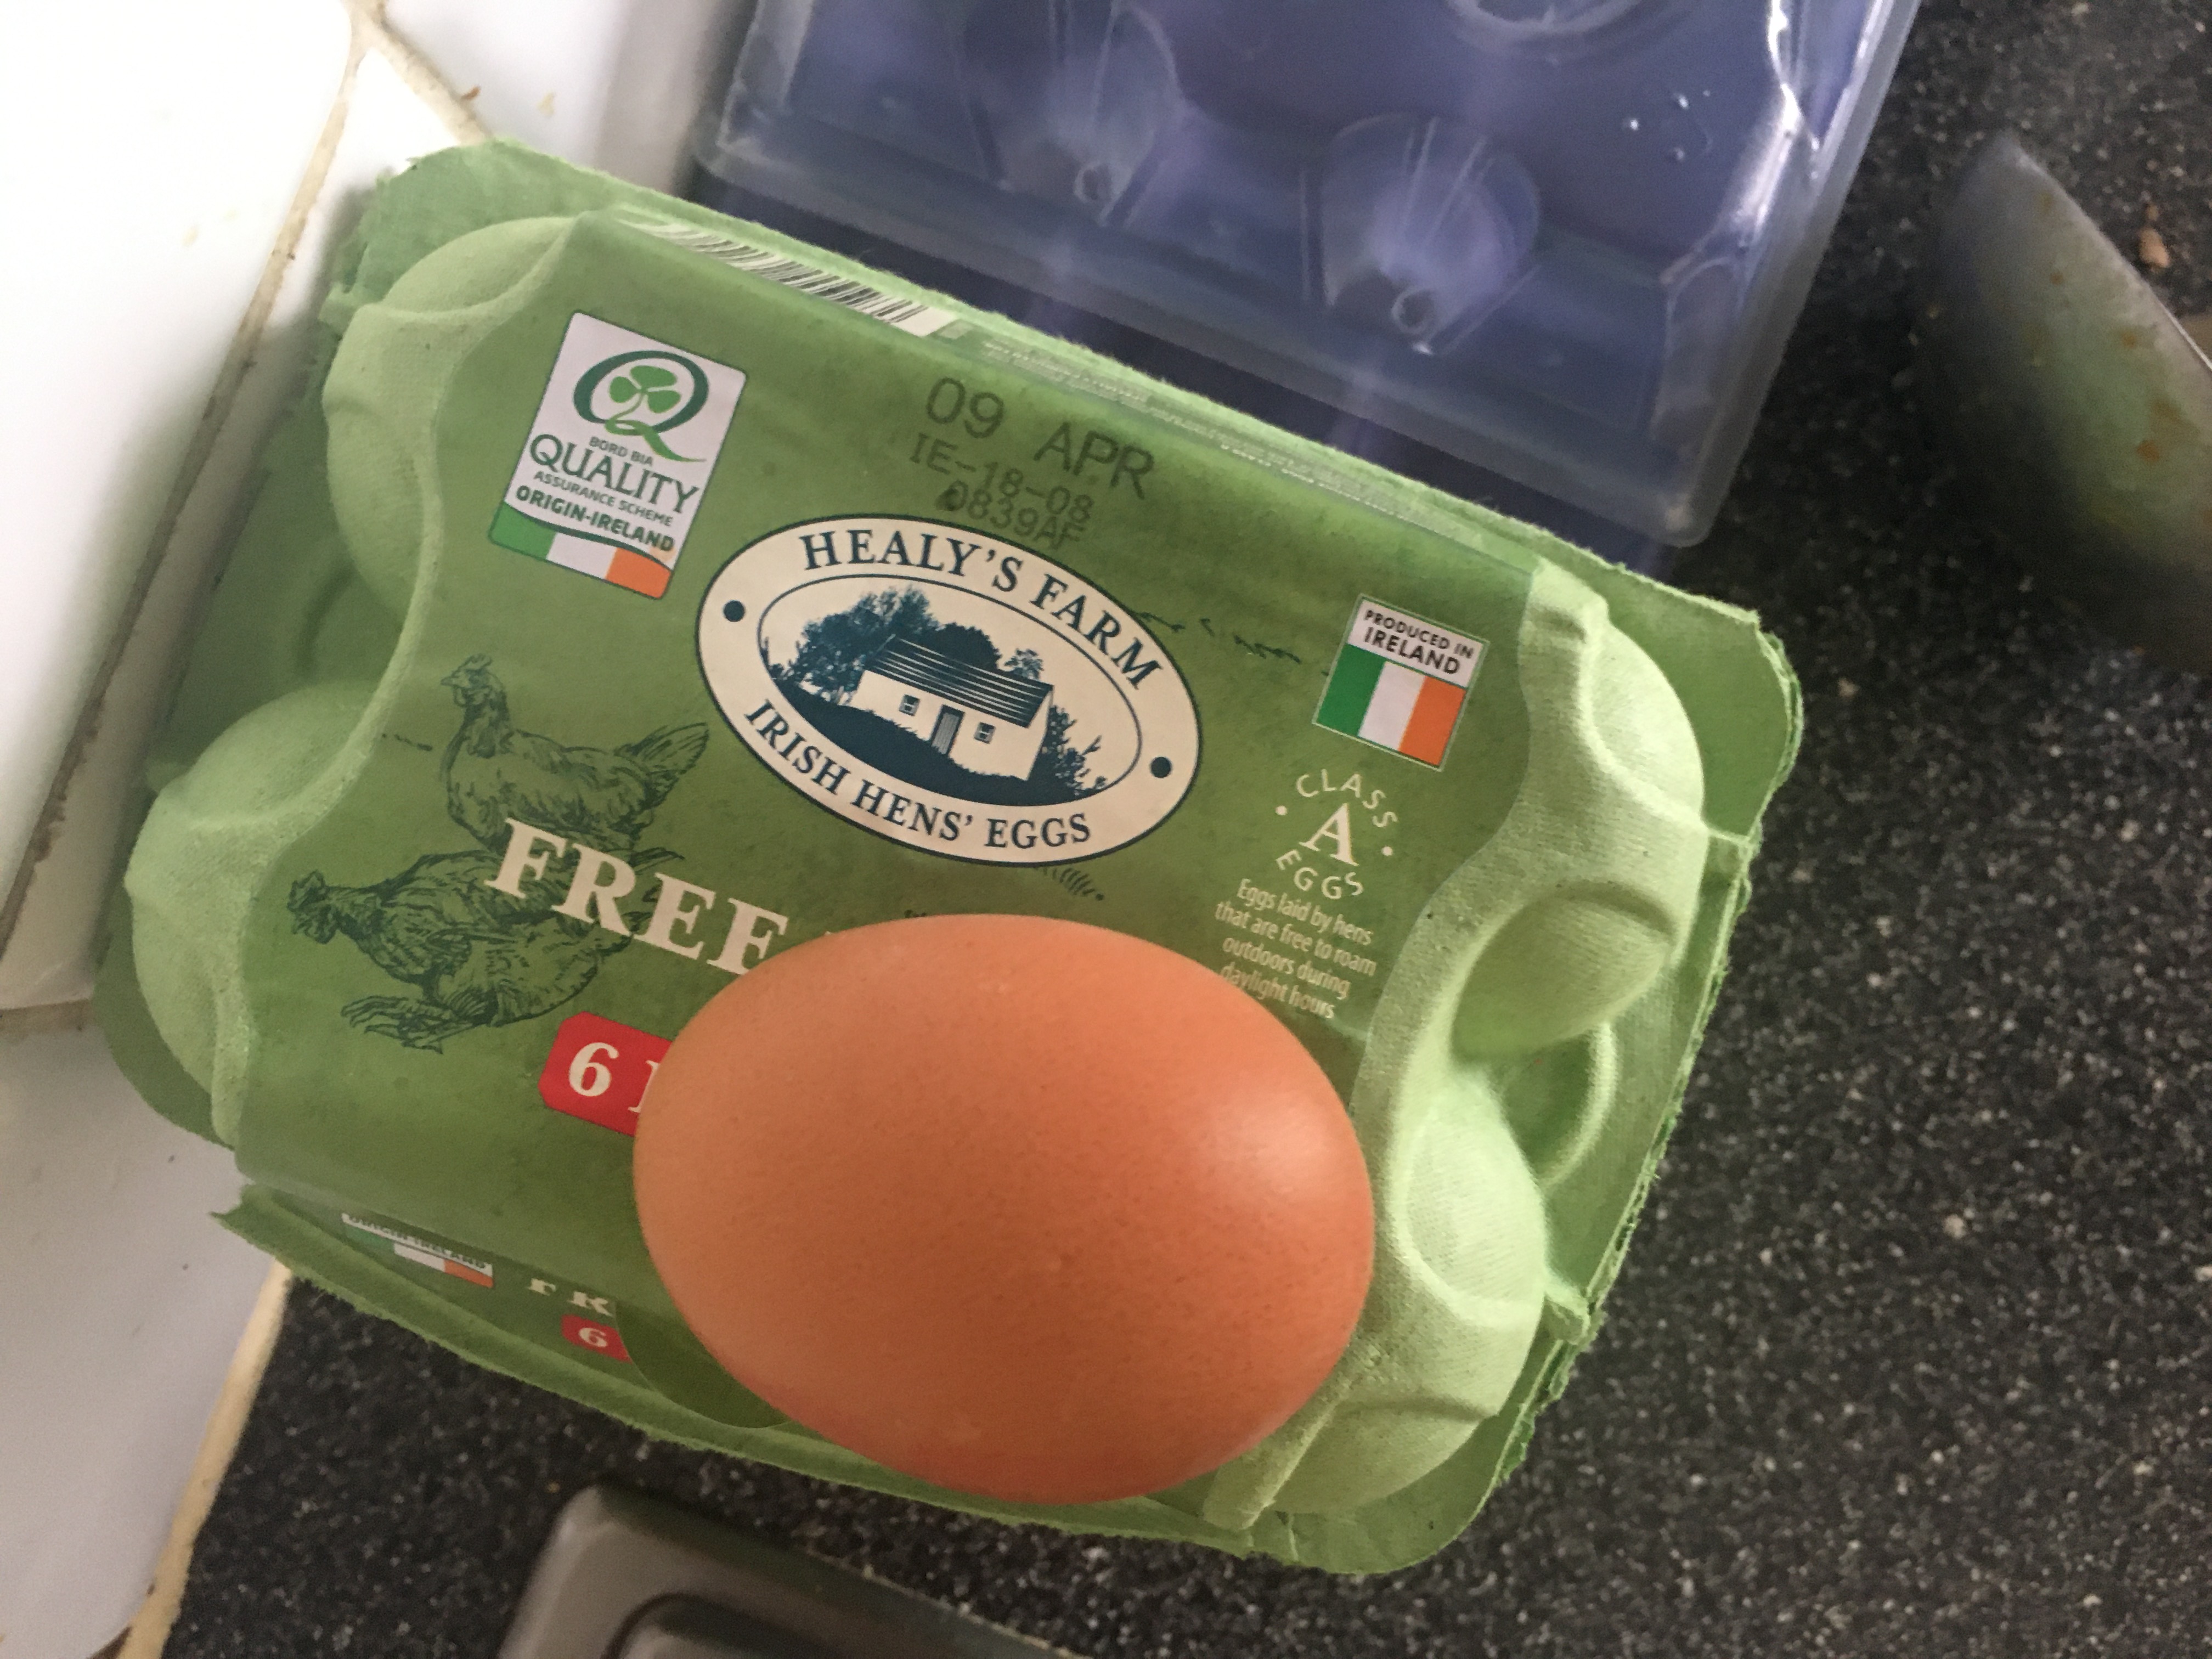 BORD BIA
QUALITY
ASSURANCE SCHEME
ORIGIN-IRELAND
09 APR
IE-18-08
0839AF
HEALY'S FARM
IRISH HENS' EGGS
PRODUCED IN
IRELAND
FREE
6
CLASS
A
EGGS
Eggs laid by hens
that are free to roam
outdoors during
daylight hours
6